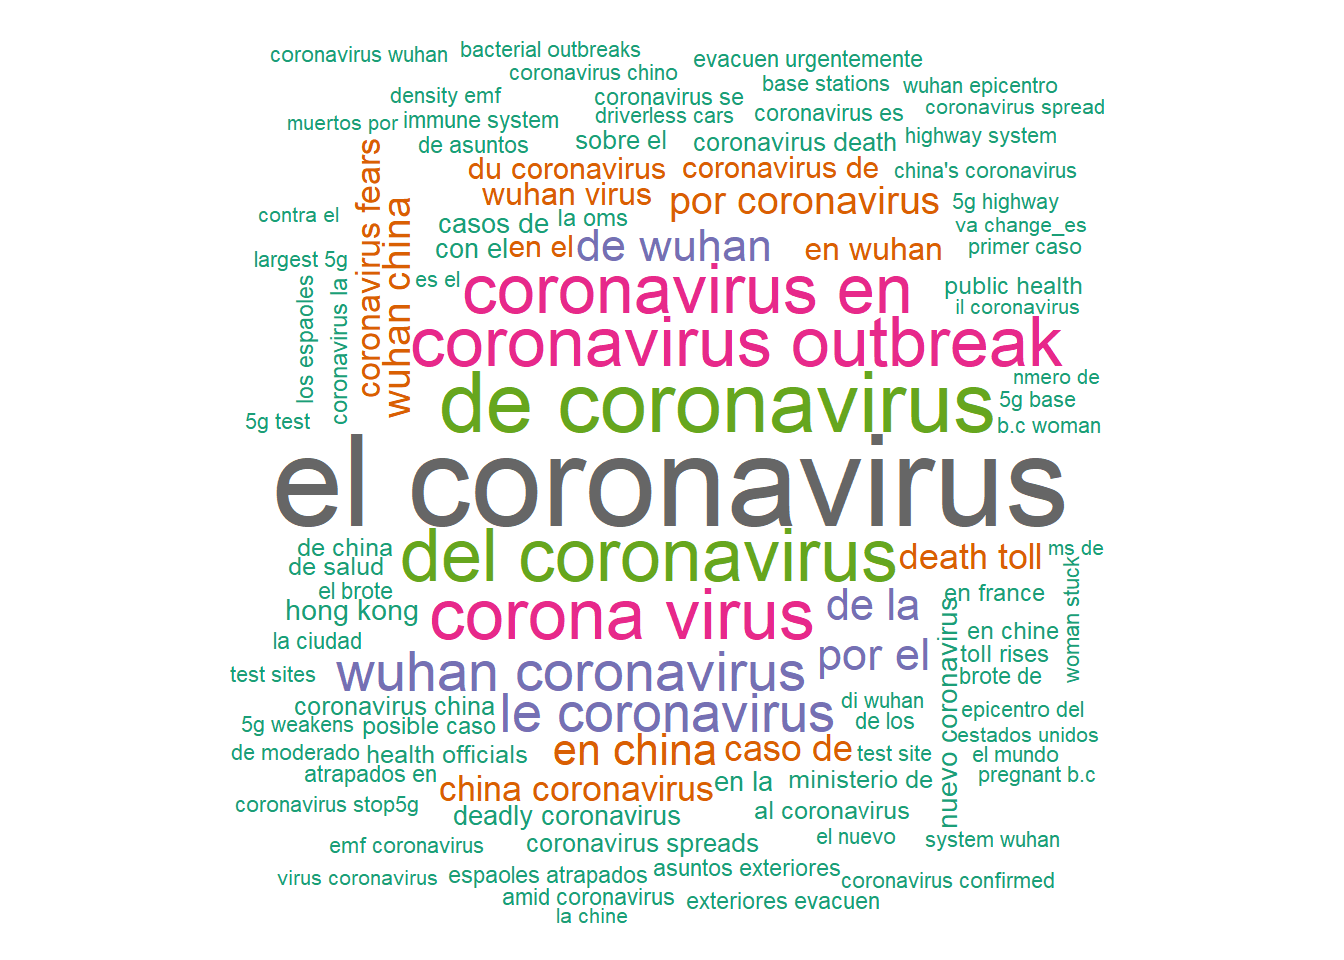 coronavirus wuhan
bacterial outbreaks
evacuen urgentemente
coronavirus chino
base stations
wuhan epicentro
density emf
coronavirus se
coronavirus spread
muertos por
immune system
driverless cars
coronavirus es
highway system
de asuntos
sobre el
coronavirus death
coronavirus fears
du coronavirus
coronavirus de
china's coronavirus
wuhan china
wuhan virus
por coronavirus
5g highway
contra el
casos de
la oms
va change_es
con el
en el
de wuhan
en wuhan
primer caso
largest 5g
los espaoles
coronavirus la
es el
coronavirus en
public health
il coronavirus
coronavirus outbreak
nmero de
5g test
de coronavirus
5g base
b.c woman
el coronavirus
de china
del coronavirus
death toll
ms de
de salud
el brote
hong kong
corona virus
de la
en france
woman stuck
la ciudad
nuevo coronavirus
en chine
test sites
wuhan coronavirus
por el
toll rises
brote de
coronavirus china
le coronavirus
di wuhan
epicentro del
5g weakens
posible caso
de los
estados unidos
de moderado
health officials
en china
caso de
test site
el mundo
atrapados en
china coronavirus
en la
ministerio de
pregnant b.c
coronavirus stop5g
deadly coronavirus
al coronavirus
emf coronavirus
coronavirus spreads
el nuevo
system wuhan
virus coronavirus
espaoles atrapados
asuntos exteriores
coronavirus confirmed
amid coronavirus
exteriores evacuen
la chine